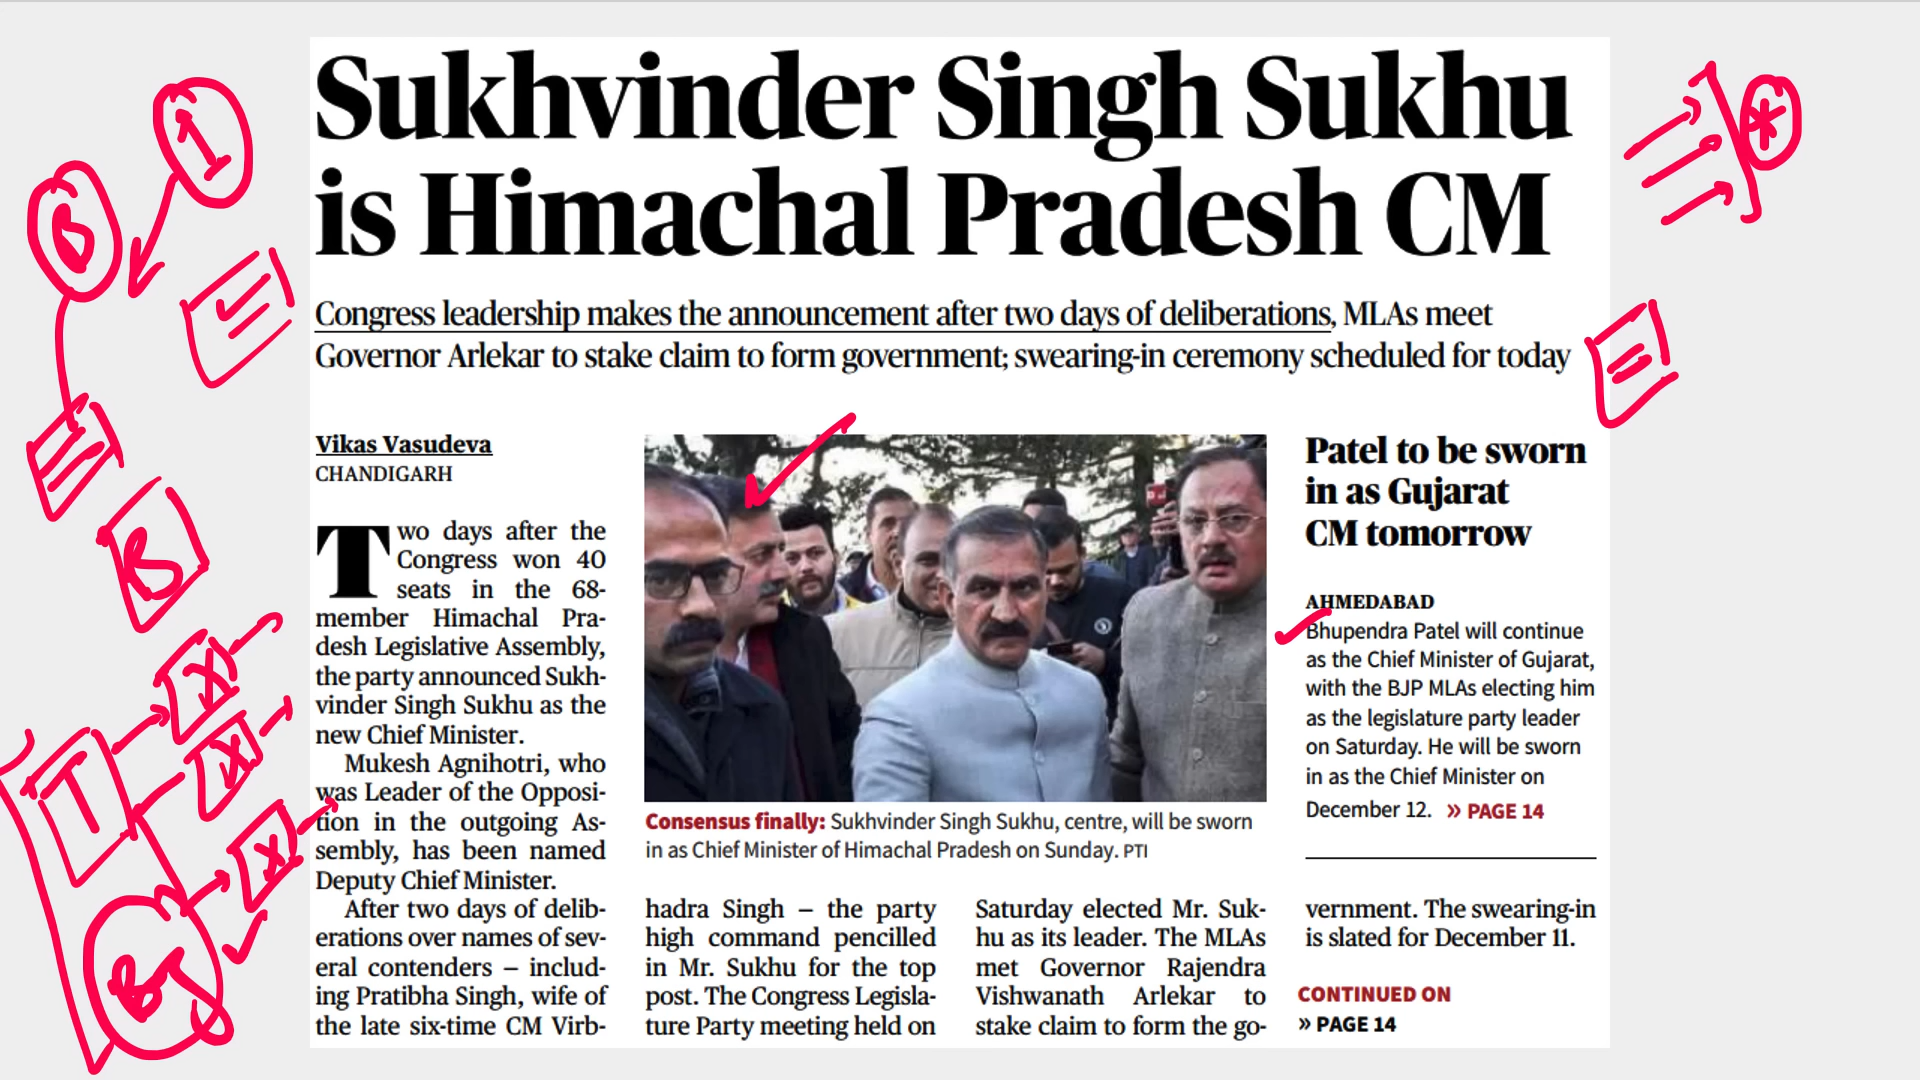 Sukhvinder Singh Sukhu
is Himachal Pradesh CM
Congress leadership makes the announcement after two days of deliberations, MLAs meet
Governor Arlekar to stake claim to form government; swearing-in ceremony scheduled for today
Vikas Vasudeva
CHANDIGARH
Two days after the
Congress won 40
seats in the 68-
member Himachal Pra-
desh Legislative Assembly,
the party announced Sukh-
vinder Singh Sukhu as the
new Chief Minister.
Mukesh Agnihotri, who
was Leader of the Opposi-
tion in the outgoing As-
sembly, has been named
Deputy Chief Minister.
After two days of delib-
erations over names of sev-
eral contenders – includ-
ing Pratibha Singh, wife of
the late six-time CM Virb-
Consensus finally: Sukhvinder Singh Sukhu, centre, will be sworn
in as Chief Minister of Himachal Pradesh on Sunday. PTI
hadra Singh – the party
high command pencilled
in Mr. Sukhu for the top
post. The Congress Legisla-
ture Party meeting held on
Saturday elected Mr. Suk-
hu as its leader. The MLAs
met Governor Rajendra
Vishwanath Arlekar to
stake claim to form the go-
vernment. The swearing-in
is slated for December 11.
CONTINUED ON
» PAGE 14
Patel to be sworn
in as Gujarat
CM tomorrow
AHMEDABAD
Bhupendra Patel will continue
as the Chief Minister of Gujarat,
with the BJP MLAs electing him
as the legislature party leader
on Saturday. He will be sworn
in as the Chief Minister on
December 12. » PAGE 14